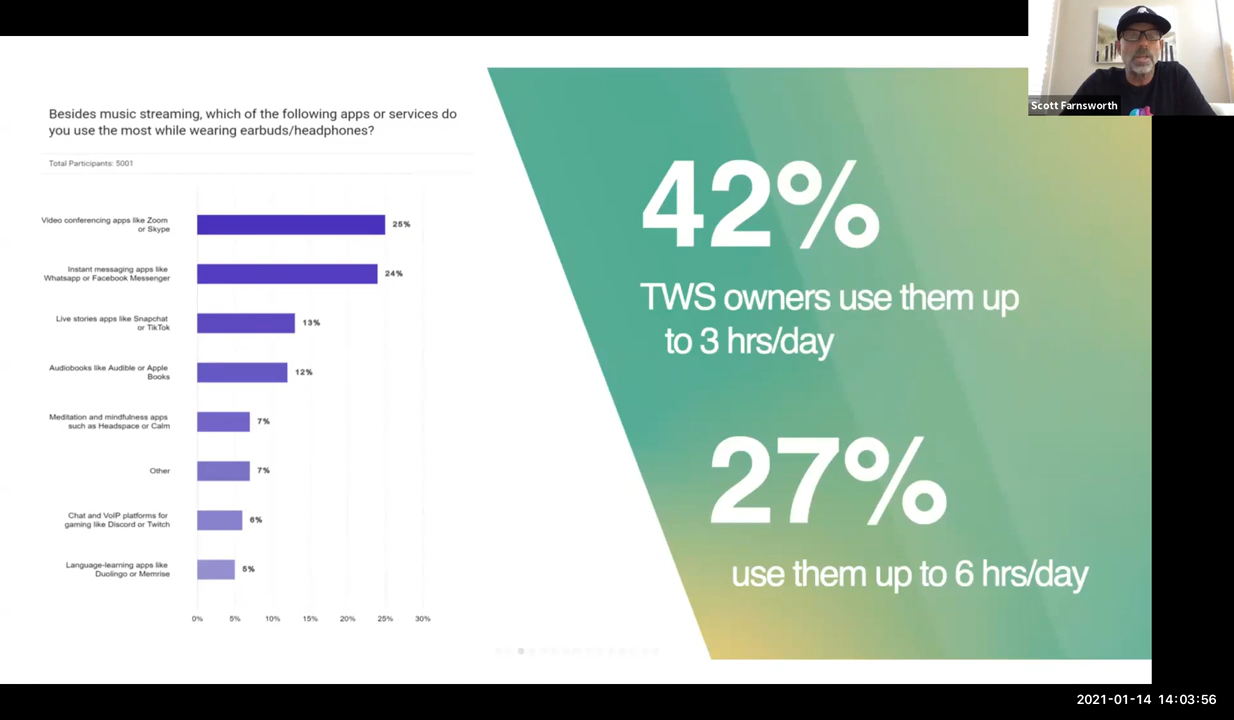 Besides music streaming, which of the following apps or services do
you use the most while wearing earbuds/headphones?
Total Participants: 5001
Video conferencing apps like Zoom
or Skype
25%
Instant messaging apps like
Whatsapp or Facebook Messenger
24%
Live stories apps like Snapchat
or TikTok
13%
Audiobooks like Audible or Apple
Books
12%
Meditation and mindfulness apps
such as Headspace or Calm
7%
Other
7%
Chat and VoIP platforms for
gaming like Discord or Twitch
6%
Language-learning apps like
Duolingo or Memrise
5%
0% 5% 10% 15% 20% 25% 30%
42%
TWS owners use them up
to 3 hrs/day
27%
use them up to 6 hrs/day
Scott Farnsworth
2021-01-14 14:03:56